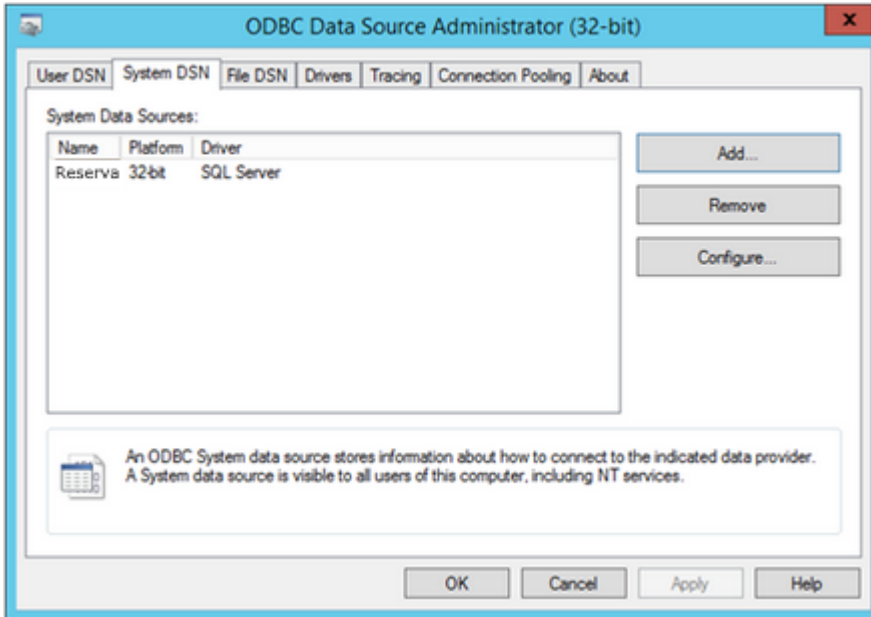 ODBC Data Source Administrator (32-bit)
x
User DSN System DSN File DSN Drivers Tracing Connection Pooling About
System Data Sources:
Name Platform Driver
Reserva 32-bit SQL Server
Add...
Remove
Configure...
An ODBC System data source stores information about how to connect to the indicated data provider.
A System data source is visible to all users of this computer, including NT services.
OK Cancel Apply Help